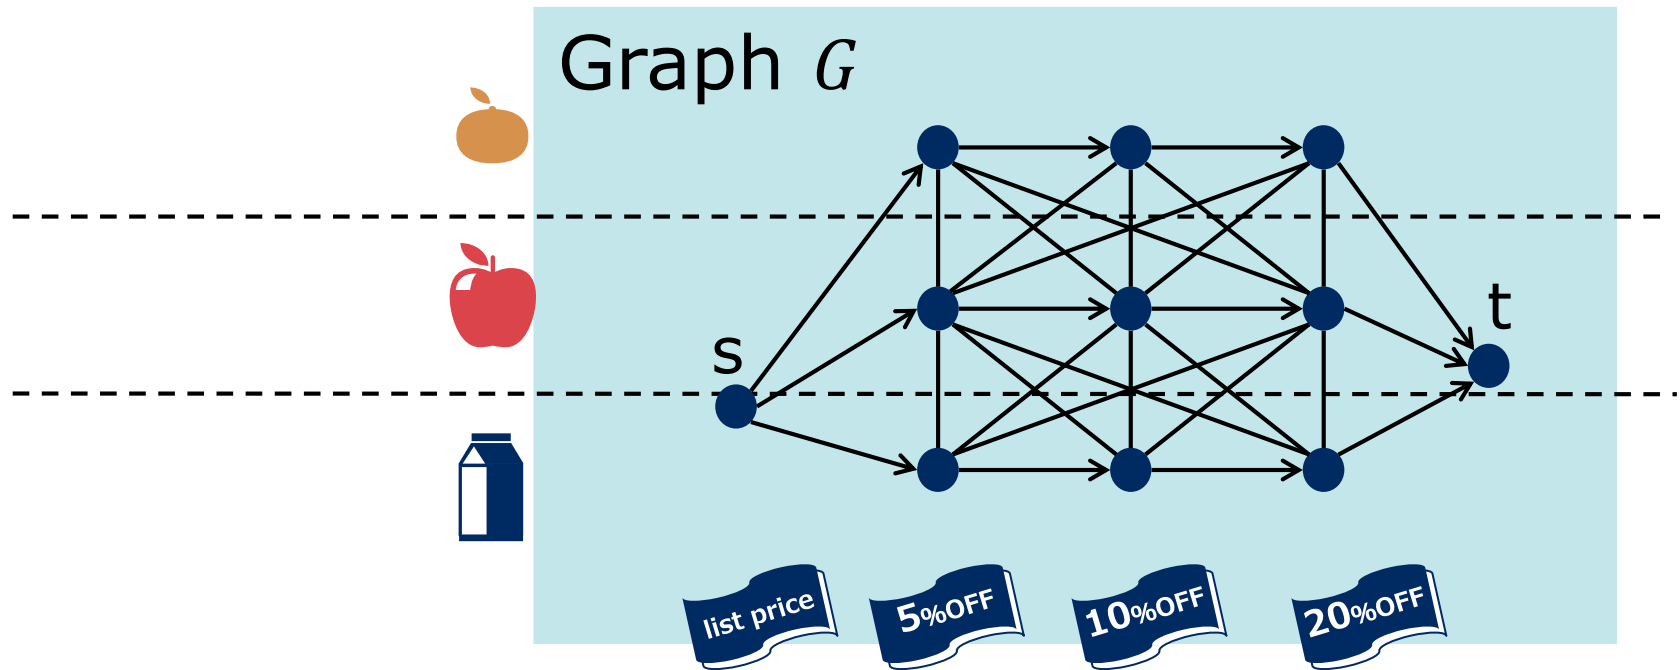 Graph G
s
t
list price
5%OFF
10%OFF
20%OFF